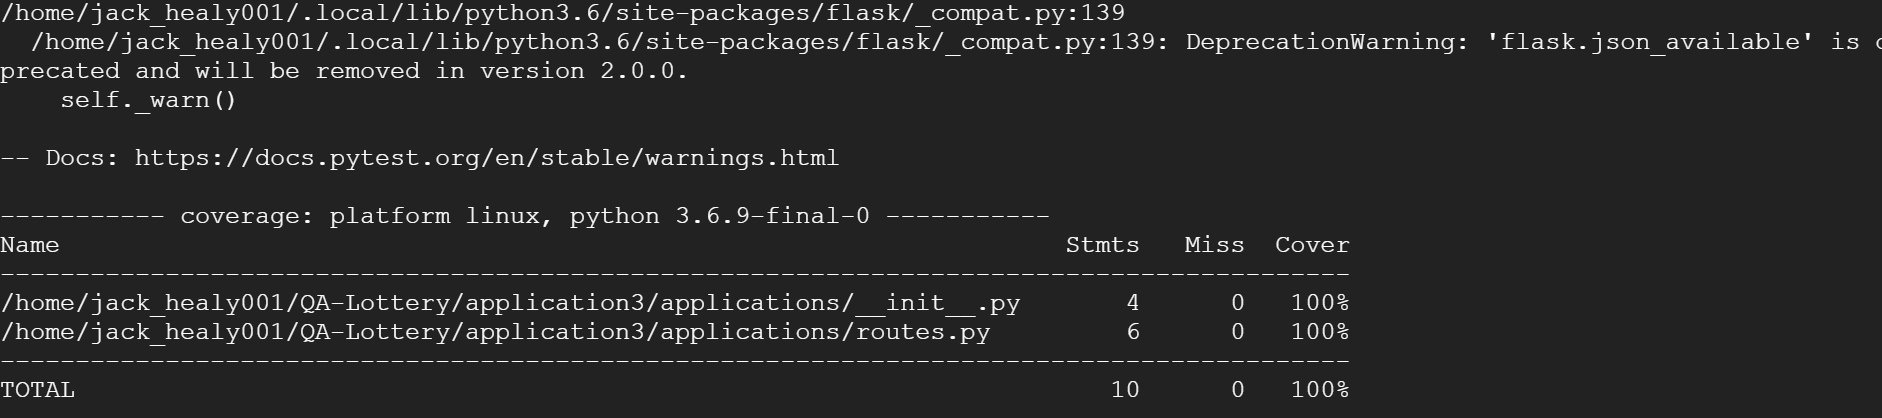 /home/jack_healy001/.local/lib/python3.6/site-packages/flask/_compat.py:139
  /home/jack_healy001/.local/lib/python3.6/site-packages/flask/_compat.py:139: DeprecationWarning: 'flask.json_available' is
precated and will be removed in version 2.0.0.
    self._warn()
-- Docs: https://docs.pytest.org/en/stable/warnings.html
----------- coverage: platform linux, python 3.6.9-final-0 -----------
Name                                                                       Stmts   Miss  Cover
------------------------------------------------------------------------------------------
/home/jack_healy001/QA-Lottery/application3/applications/__init__.py       4      0   100%
/home/jack_healy001/QA-Lottery/application3/applications/routes.py         6      0   100%
------------------------------------------------------------------------------------------
TOTAL                                                                     10      0   100%